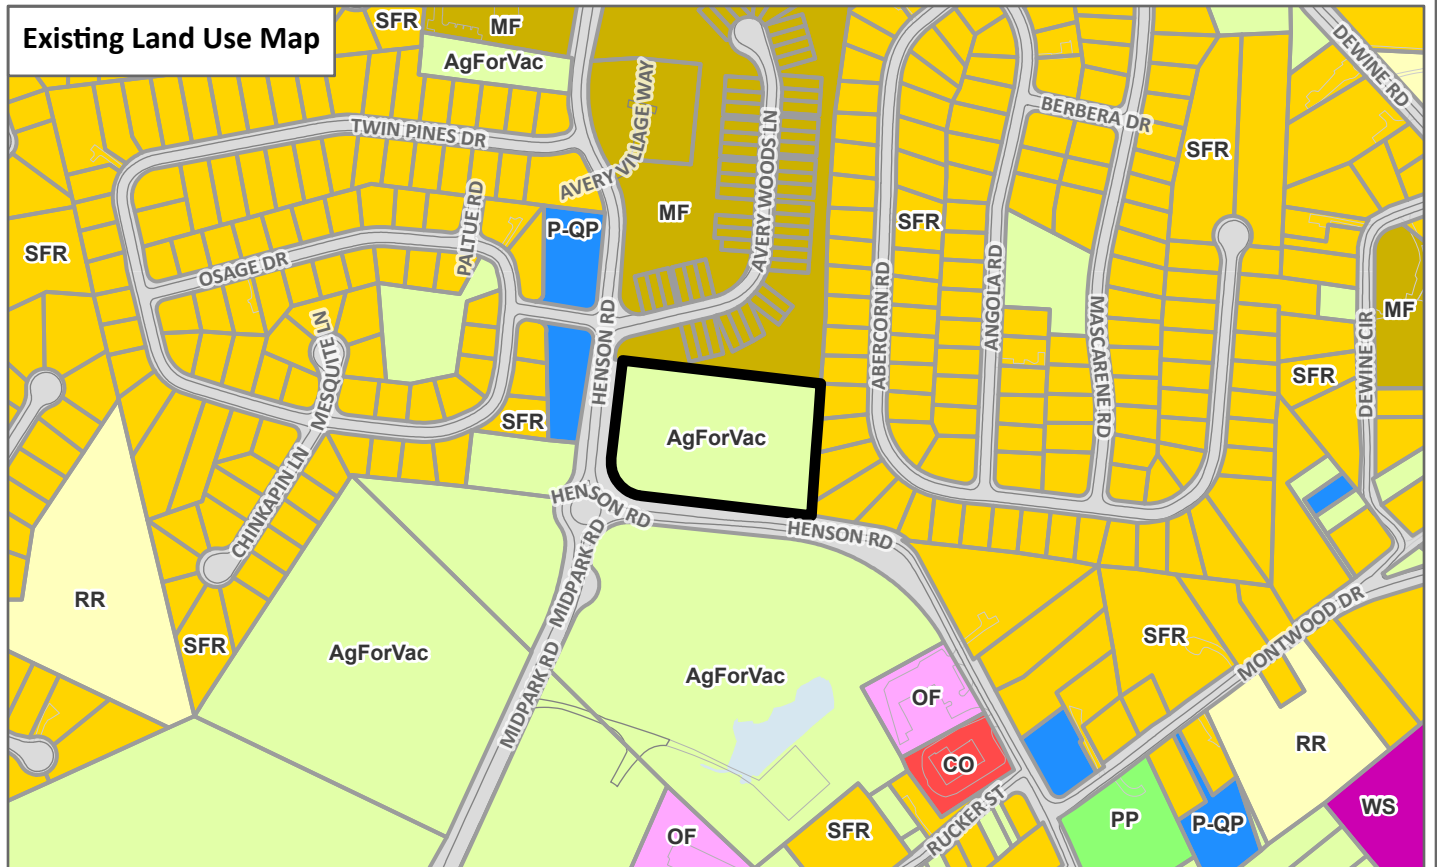 Existing Land Use Map
SFR
MF
AgForVac
DEWINE RD
TWIN PINES DR
AVERY VILLAGE WAY
AVERY WOODS LN
BERBERA DR
SFR
SFR
MF
SFR
PALTUE RD
P-QP
OSAGE DR
ABERCORN RD
ANGOLA RD
MASCARENE RD
MF
DEWINE CIR
MESQUITE LN
HENSON RD
SFR
SFR
AgForVac
CHINKAPIN LN
HENSON RD
HENSON RD
MIDPARK RD
RR
SFR
AgForVac
MIDPARK RD
AgForVac
SFR
MONTWOOD DR
OF
CO
RR
WS
RUCKER ST
PP
P-QP
SFR
OF